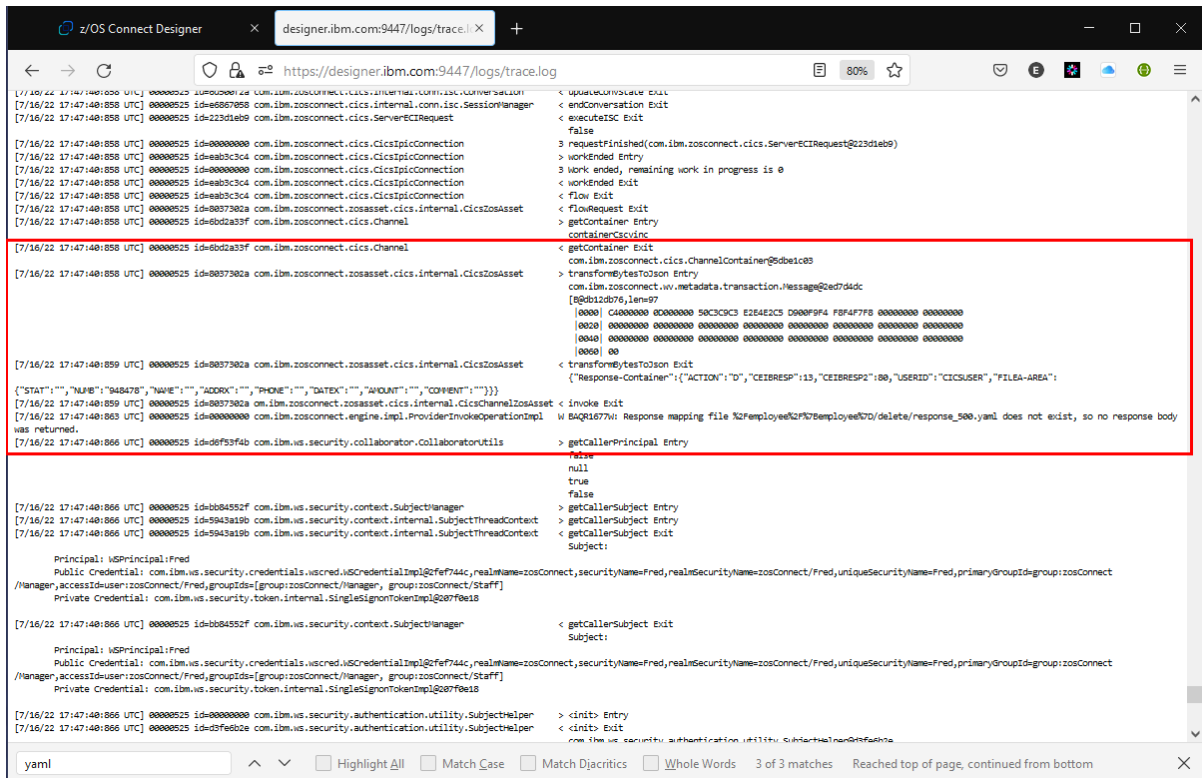 z/OS Connect Designer
designer.ibm.com:9447/logs/trace.l
https://designer.ibm.com:9447/logs/trace.log 80%
com.ibm.zosconnect.cics.internal.conn.isc.Conversation < updateConvState Exit
[7/16/22 17:47:40:858 UTC] 00000525 id=e6867058 com.ibm.zosconnect.cics.internal.conn.isc.SessionManager < endConversation Exit
[7/16/22 17:47:40:858 UTC] 00000525 id=223d1eb9 com.ibm.zosconnect.cics.ServerECIRequest < executeISC Exit
false
[7/16/22 17:47:40:858 UTC] 00000525 id=00000000 com.ibm.zosconnect.cics.CicsIpicConnection 3 requestFinished(com.ibm.zosconnect.cics.ServerECIRequest@223d1eb9)
[7/16/22 17:47:40:858 UTC] 00000525 id=eab3c3c4 com.ibm.zosconnect.cics.CicsIpicConnection > workEnded Entry
[7/16/22 17:47:40:858 UTC] 00000525 id=00000000 com.ibm.zosconnect.cics.CicsIpicConnection 3 Work ended, remaining work in progress is 0
[7/16/22 17:47:40:858 UTC] 00000525 id=eab3c3c4 com.ibm.zosconnect.cics.CicsIpicConnection < workEnded Exit
[7/16/22 17:47:40:858 UTC] 00000525 id=eab3c3c4 com.ibm.zosconnect.cics.CicsIpicConnection < flow Exit
[7/16/22 17:47:40:858 UTC] 00000525 id=8037302a com.ibm.zosconnect.zosasset.cics.internal.CicsZosAsset < flowRequest Exit
[7/16/22 17:47:40:858 UTC] 00000525 id=6bd2a33f com.ibm.zosconnect.cics.Channel > getContainer Entry
containerCscvinc
[7/16/22 17:47:40:858 UTC] 00000525 id=6bd2a33f com.ibm.zosconnect.cics.Channel < getContainer Exit
com.ibm.zosconnect.cics.ChannelContainer@5dbe1c03
[7/16/22 17:47:40:858 UTC] 00000525 id=8037302a com.ibm.zosconnect.zosasset.cics.internal.CicsZosAsset > transformBytesToJson Entry
com.ibm.zosconnect.wv.metadata.transaction.Message@2ed7d4dc
[B@db12db76,len=97
|0000| C4000000 0D000000 50C3C9C3 E2E4E2C5 D900F9F4 F8F4F7F8 00000000 00000000
|0020| 00000000 00000000 00000000 00000000 00000000 00000000 00000000 00000000
|0040| 00000000 00000000 00000000 00000000 00000000 00000000 00000000 00000000
|0060| 00
[7/16/22 17:47:40:859 UTC] 00000525 id=8037302a com.ibm.zosconnect.zosasset.cics.internal.CicsZosAsset < transformBytesToJson Exit
{"Response-Container":{"ACTION":"D","CEIBRESP":13,"CEIBRESP2":80,"USERID":"CICSUSER","FILEA-AREA":
{"STAT":"","NUMB":"948478","NAME":"","ADDRX":"","PHONE":"","DATEX":"","AMOUNT":"","COMMENT":""}}}
[7/16/22 17:47:40:859 UTC] 00000525 id=8037302a om.ibm.zosconnect.zosasset.cics.internal.CicsChannelZosAsset < invoke Exit
[7/16/22 17:47:40:863 UTC] 00000525 id=00000000 com.ibm.zosconnect.engine.impl.ProviderInvokeOperationImpl W BAQR1677W: Response mapping file %2Femployee%2F%7Bemployee%7D/delete/response_500.yaml does not exist, so no response body
was returned.
[7/16/22 17:47:40:866 UTC] 00000525 id=d6f53f4b com.ibm.ws.security.collaborator.CollaboratorUtils > getCallerPrincipal Entry
false
null
true
false
[7/16/22 17:47:40:866 UTC] 00000525 id=bb84552f com.ibm.ws.security.context.SubjectManager > getCallerSubject Entry
[7/16/22 17:47:40:866 UTC] 00000525 id=5943a19b com.ibm.ws.security.context.internal.SubjectThreadContext > getCallerSubject Entry
[7/16/22 17:47:40:866 UTC] 00000525 id=5943a19b com.ibm.ws.security.context.internal.SubjectThreadContext < getCallerSubject Exit
Subject:
Principal: WSPrincipal:Fred
Public Credential: com.ibm.ws.security.credentials.wscred.WSCredentialImpl@2fef744c,realmName=zosConnect,securityName=Fred,realmSecurityName=zosConnect/Fred,uniqueSecurityName=Fred,primaryGroupId=group:zosConnect
/Manager,accessId=user:zosConnect/Fred,groupIds=[group:zosConnect/Manager, group:zosConnect/Staff]
Private Credential: com.ibm.ws.security.token.internal.SingleSignonTokenImpl@207f0e18
[7/16/22 17:47:40:866 UTC] 00000525 id=bb84552f com.ibm.ws.security.context.SubjectManager < getCallerSubject Exit
Subject:
Principal: WSPrincipal:Fred
Public Credential: com.ibm.ws.security.credentials.wscred.WSCredentialImpl@2fef744c,realmName=zosConnect,securityName=Fred,realmSecurityName=zosConnect/Fred,uniqueSecurityName=Fred,primaryGroupId=group:zosConnect
/Manager,accessId=user:zosConnect/Fred,groupIds=[group:zosConnect/Manager, group:zosConnect/Staff]
Private Credential: com.ibm.ws.security.token.internal.SingleSignonTokenImpl@207f0e18
[7/16/22 17:47:40:866 UTC] 00000525 id=00000000 com.ibm.ws.security.authentication.utility.SubjectHelper > <init> Entry
[7/16/22 17:47:40:866 UTC] 00000525 id=d3fe6b2e com.ibm.ws.security.authentication.utility.SubjectHelper < <init> Exit
com.ibm.ws.security.authentication.utility.SubjectHelper@d3fe6b2e
yaml Highlight All Match Case Match Diacritics Whole Words 3 of 3 matches Reached top of page, continued from bottom